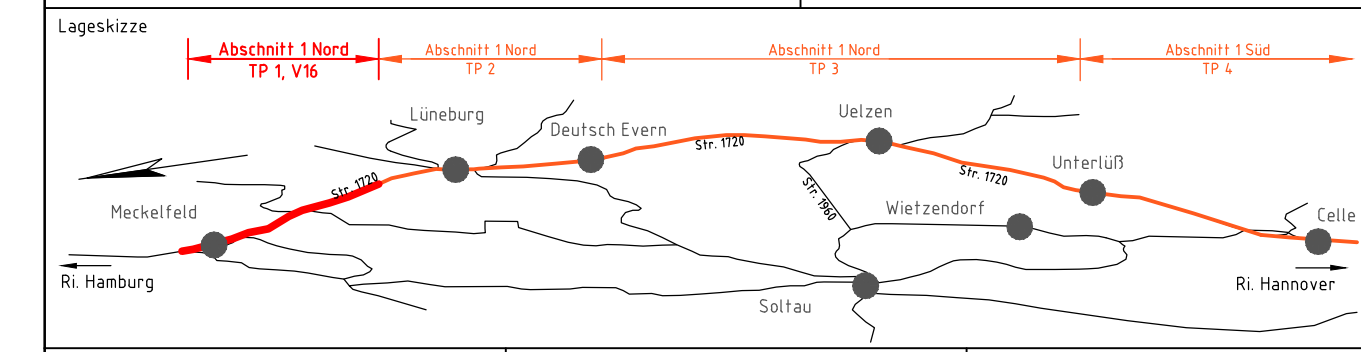 Lageskizze
Abschnitt 1 Nord
TP 1, V16
Abschnitt 1 Nord
TP 2
Abschnitt 1 Nord
TP 3
Abschnitt 1 Süd
TP 4
Lüneburg
Deutsch Evern
Uelzen
Str. 1720
Unterlüß
Str. 1720
Str. 1720
Str. 1960
Meckelfeld
Wietzendorf
Celle
Ri. Hamburg
Ri. Hannover
Soltau